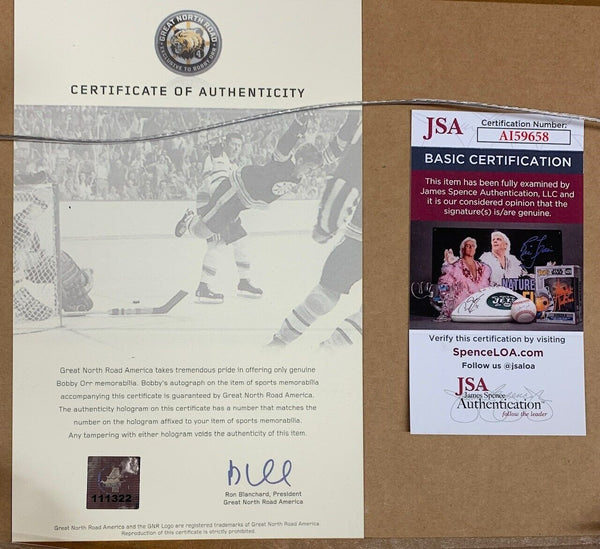 GREAT NORTH ROAD
EXCLUSIVE TO BOBBY ORR
CERTIFICATE OF AUTHENTICITY
Great North Road America takes tremendous pride in offering only genuine
Bobby Orr memorabilia. Bobby's autograph on the item of sports memorabilia
accompanying this certificate is guaranteed by Great North Road America.
The authenticity hologram on this certificate has a number that matches the
number on the hologram affixed to your item of sports memorabilia.
Any tampering with either hologram voids the authenticity of this item.
111322
Ron Blanchard, President
Great North Road America
Great North Road America and the GNR Logo are registered trademarks of Great North Road America.
Reproduction of this certificate is strictly prohibited.
JSA
Certification Number:
AI59658
BASIC CERTIFICATION
This item has been fully examined by
James Spence Authentication,
LLC and it is our considered opinion that the
signature(s) is/are genuine.
NATURE
JETS
Verify this certification by visiting
SpenceLOA.com
Follow us @jsaloa
JSA
James Spence
Authentication
follow the leader